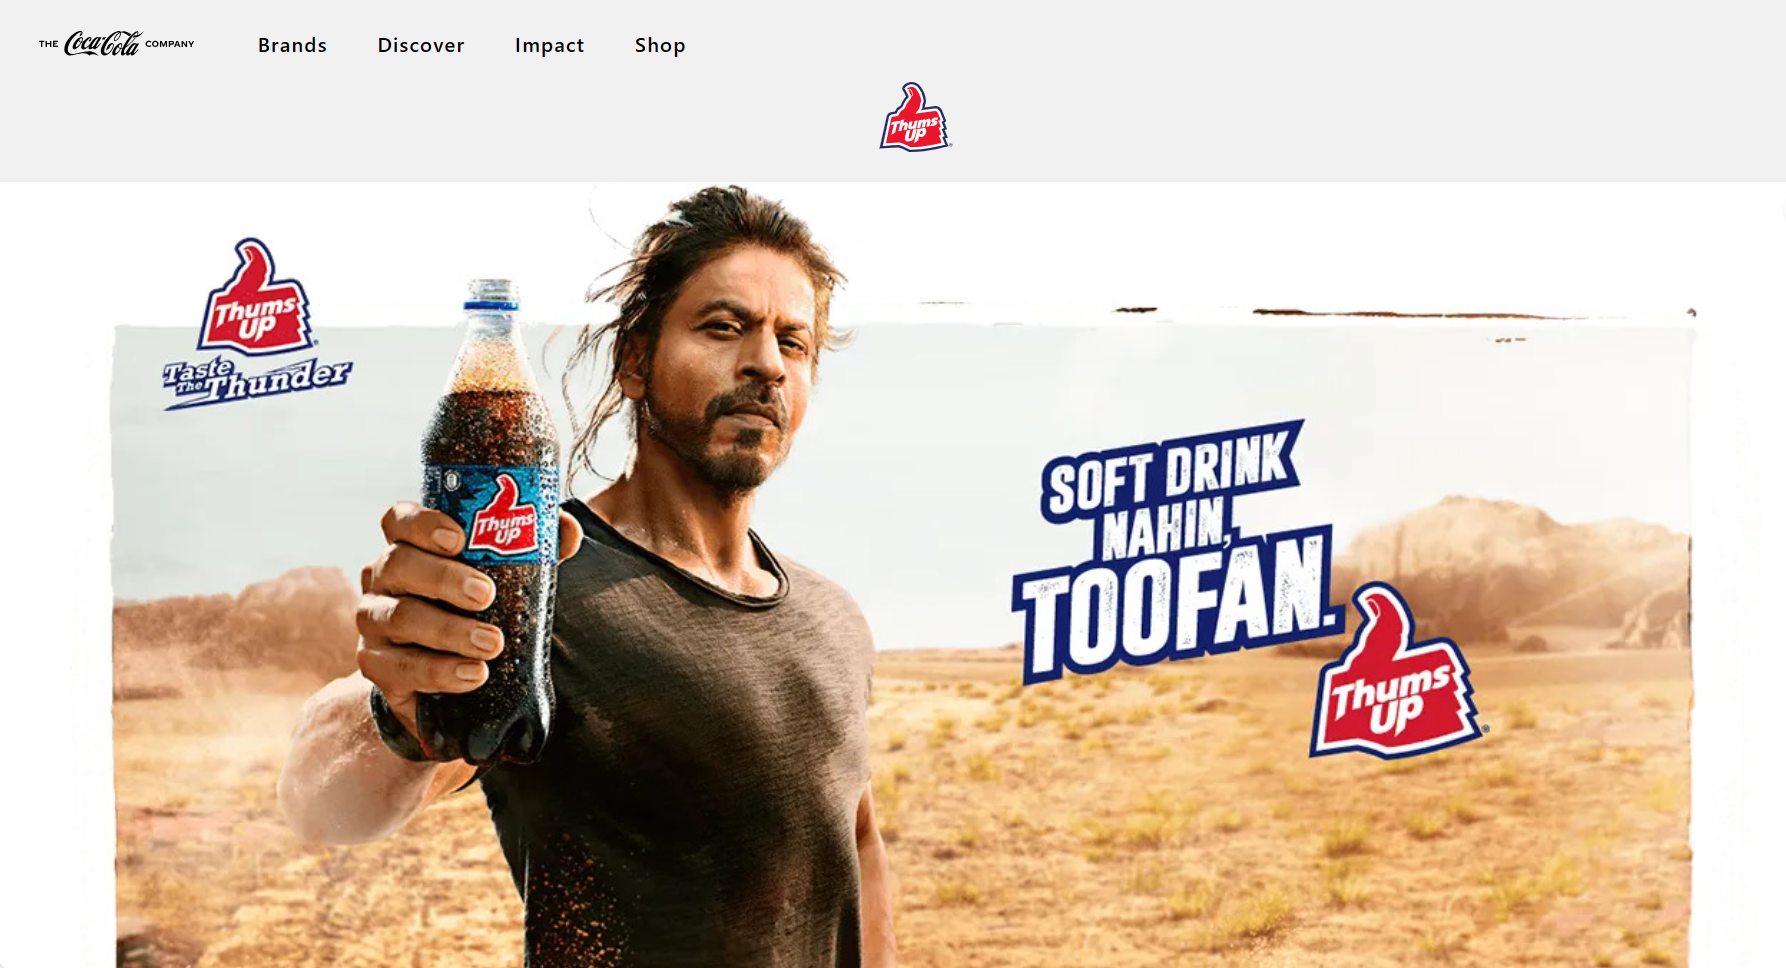 THE Coca-Cola COMPANY
Brands
Discover
Impact
Shop
Thums
Up
Thums
Up
Taste
The Thunder
Thums
Up
SOFT DRINK
NAHIN,
TOOFAN.
Thums
Up